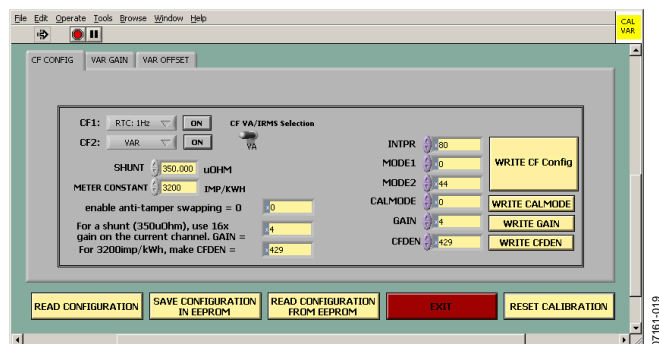 File Edit Operate Tools Browse Window Help
CAL
VAR
CF CONFIG VAR GAIN VAR OFFSET
CF1: RTC: 1Hz ON CF VA/IRMS Selection
CF2: VAR ON VA
SHUNT 350.000 uOHM
METER CONSTANT 3200 IMP/KWH
enable anti-tamper swapping = 0 0
For a shunt (350uOhm), use 16x
gain on the current channel. GAIN = 4
For 3200imp/kWh, make CFDEN = 429
INTPR 80
MODE1 0
MODE2 44
CALMODE 0
GAIN 4
CFDEN 429
WRITE CF Config
WRITE CALMODE
WRITE GAIN
WRITE CFDEN
READ CONFIGURATION
SAVE CONFIGURATION
IN EEPROM
READ CONFIGURATION
FROM EEPROM
EXIT
RESET CALIBRATION
07161-019